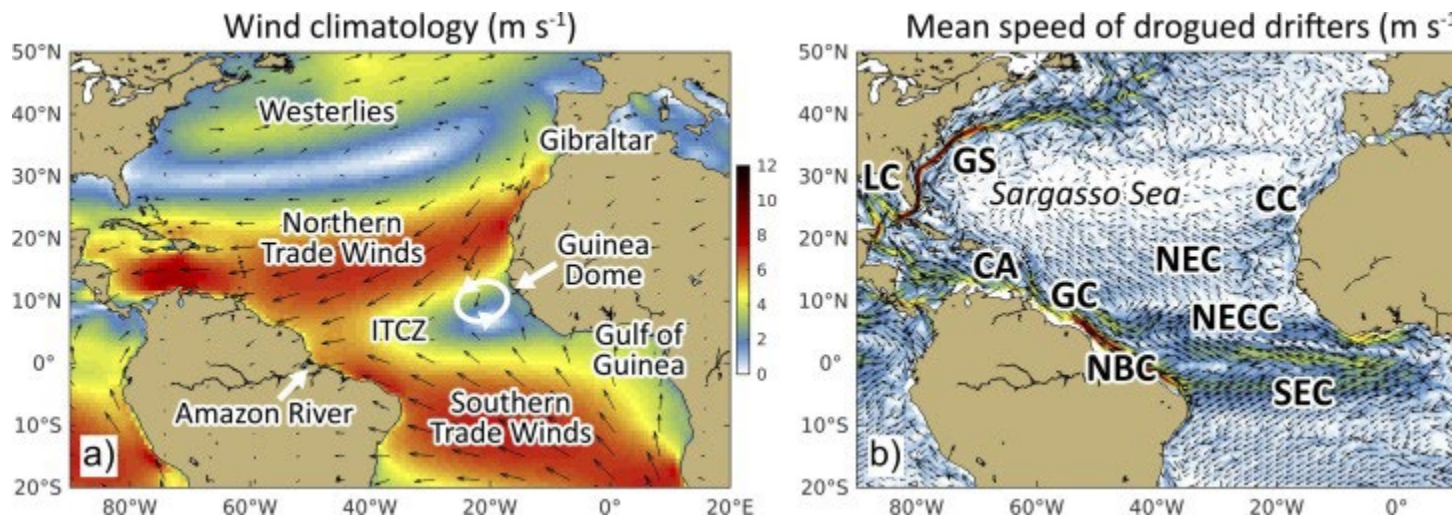 Wind climatology (m s⁻¹)
50°N
40°N
30°N
20°N
10°N
0°
10°S
20°S
80°W
60°W
40°W
20°W
0°
20°E
Westerlies
Gibraltar
Northern
Trade Winds
Guinea
Dome
ITCZ
Gulf of
Guinea
Amazon River
Southern
Trade Winds
a)
12
10
8
6
4
2
0
Mean speed of drogued drifters (m s
50°N
40°N
30°N
20°N
10°N
0°
10°S
20°S
80°W
60°W
40°W
20°W
0°
LC
GS
Sargasso Sea
CC
CA
NEC
GC
NECC
NBC
SEC
b)